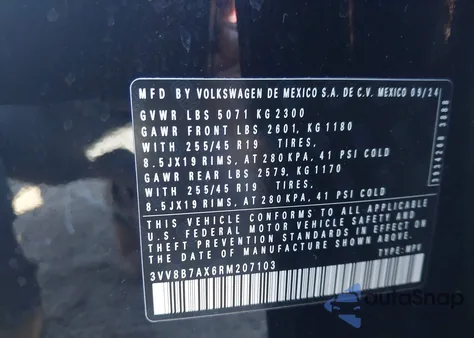 MFD BY VOLKSWAGEN DE MEXICO S.A. DE C.V. MEXICO 09/24
GVWR LBS 5071 KG 2300
GAWR FRONT LBS 2601, KG 1180
WITH 255/45 R19 TIRES,
8.5JX19 RIMS, AT 280 KPA, 41 PSI COLD
GAWR REAR LBS 2579, KG 1170
WITH 255/45 R19 TIRES,
8.5JX19 RIMS, AT 280 KPA, 41 PSI COLD
THIS VEHICLE CONFORMS TO ALL APPLICABLE
U.S. FEDERAL MOTOR VEHICLE SAFETY AND
THEFT PREVENTION STANDARDS IN EFFECT ON
THE DATE OF MANUFACTURE SHOWN ABOVE.
3VV8B7AX6RM207103 TYPE: MPV
AutoSnap